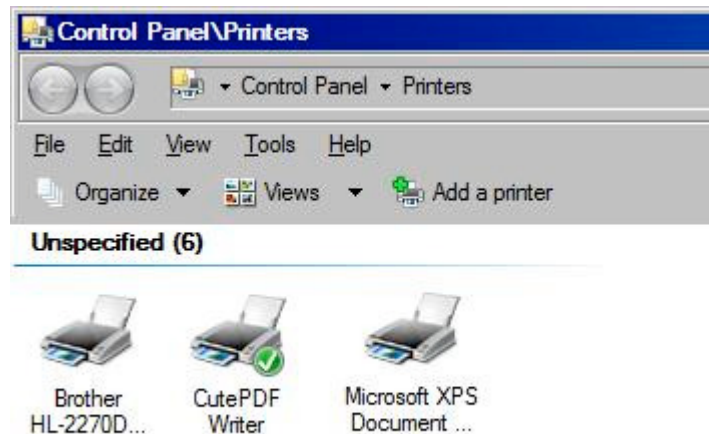 Control Panel\Printers
Control Panel Printers
File Edit View Tools Help
Organize Views Add a printer
Unspecified (6)
Brother
HL-2270D...
CutePDF
Writer
Microsoft XPS
Document ...